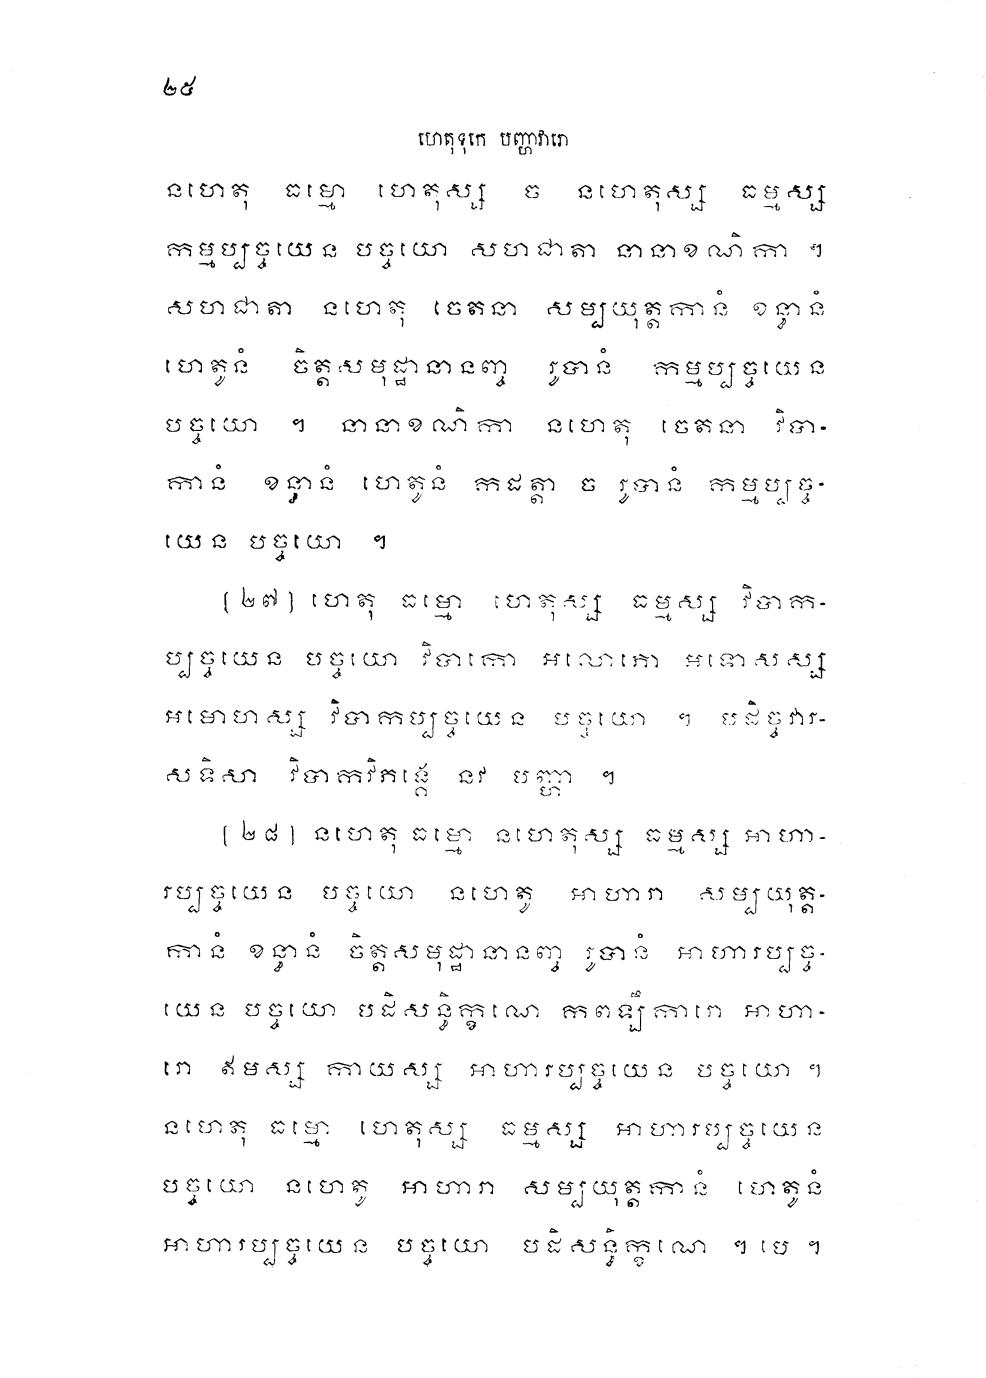 ២៥
ហេតុទុកេ បញ្ហាវារោ
នហេតុ ធម្មោ ហេតុស្ស ច នហេតុស្ស ធម្មស្ស
កម្មប្បច្ចយេន បច្ចយោ សហជាតា នានាខណិកា ។
សហជាតា នហេតុ ចេតនា សម្បយុត្តកានំ ខន្ធានំ
ហេតូនំ ចិត្តសមុដ្ឋានានញ្ច រូបានំ កម្មប្បច្ចយេន
បច្ចយោ ។ នានាខណិកា នហេតុ ចេតនា វិបា-
កានំ ខន្ធានំ ហេតូនំ កដត្តា ច រូបានំ កម្មប្បច្ច-
យេន បច្ចយោ ។
[២៧] ហេតុ ធម្មោ ហេតុស្ស ធម្មស្ស វិបាក-
ប្បច្ចយេន បច្ចយោ វិបាកោ អលោភោ អទោសស្ស
អមោហស្ស វិបាកប្បច្ចយេន បច្ចយោ ។ បដិច្ចវារ-
សទិសា វិបាកវិភង្គេ នវ បញ្ហា ។
[២៨] នហេតុ ធម្មោ នហេតុស្ស ធម្មស្ស អាហា-
រប្បច្ចយេន បច្ចយោ នហេតូ អាហារា សម្បយុត្ត-
កានំ ខន្ធានំ ចិត្តសមុដ្ឋានានញ្ច រូបានំ អាហារប្បច្ច-
យេន បច្ចយោ បដិសន្ធិក្ខណេ កពឡឹការោ អាហា-
រោ ឥមស្ស កាយស្ស អាហារប្បច្ចយេន បច្ចយោ ។
នហេតុ ធម្មោ ហេតុស្ស ធម្មស្ស អាហារប្បច្ចយេន
បច្ចយោ នហេតូ អាហារា សម្បយុត្តកានំ ហេតូនំ
អាហារប្បច្ចយេន បច្ចយោ បដិសន្ធិក្ខណេ ។ បេ ។